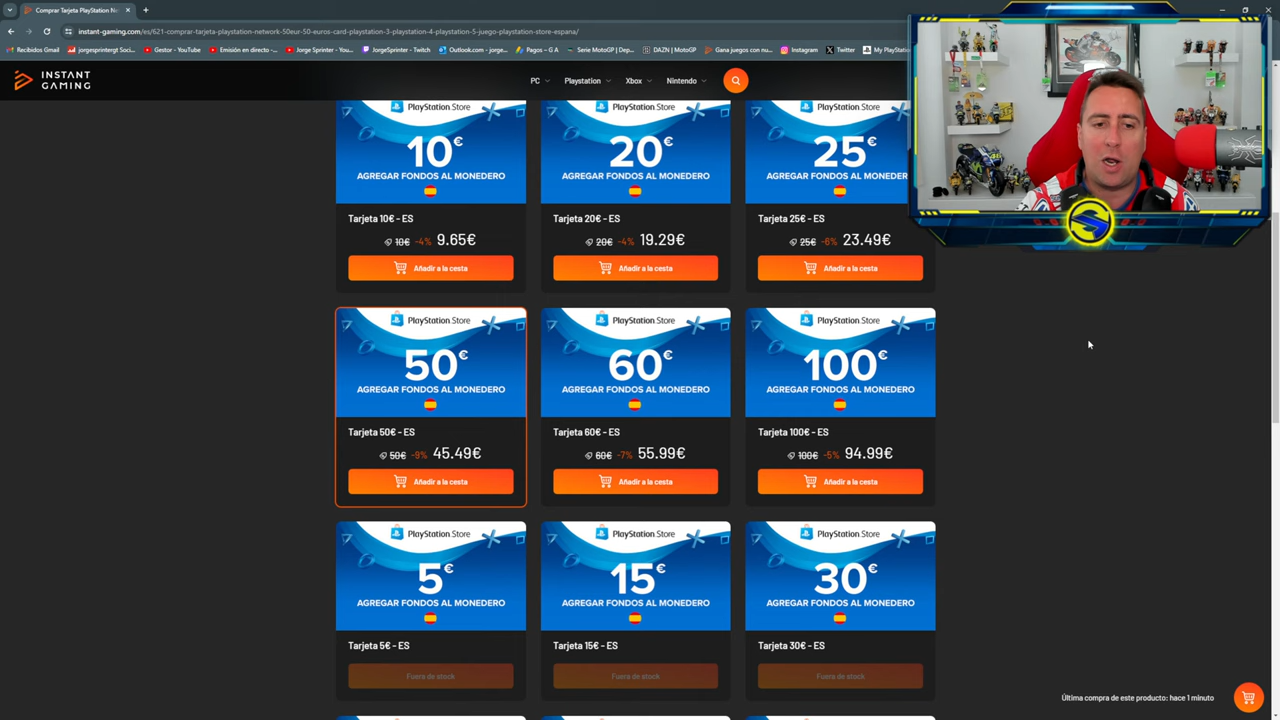 Comprar Tarjeta PlayStation Ne
instant-gaming.com/es/621-comprar-tarjeta-playstation-network-50eur-50-euros-card-playstation-3-playstation-4-playstation-5-juego-playstation-store-espana/
Recibidos Gmail
jorgesprintergt Soci...
Gestor - YouTube
Emisión en directo -...
Jorge Sprinter - YouT...
JorgeSprinter - Twitch
Outlook.com - jorge...
Pagos – G A
Serie MotoGP | Dep...
DAZN | MotoGP
Gana juegos con nu...
Instagram
Twitter
My PlayStation
INSTANT GAMING
PC
Playstation
Xbox
Nintendo
PlayStation Store
10€
AGREGAR FONDOS AL MONEDERO
Tarjeta 10€ - ES
10€ -4% 9.65€
Añadir a la cesta
PlayStation Store
20€
AGREGAR FONDOS AL MONEDERO
Tarjeta 20€ - ES
20€ -4% 19.29€
Añadir a la cesta
PlayStation Store
25€
AGREGAR FONDOS AL MONEDERO
Tarjeta 25€ - ES
25€ -6% 23.49€
Añadir a la cesta
PlayStation Store
50€
AGREGAR FONDOS AL MONEDERO
Tarjeta 50€ - ES
50€ -9% 45.49€
Añadir a la cesta
PlayStation Store
60€
AGREGAR FONDOS AL MONEDERO
Tarjeta 60€ - ES
60€ -7% 55.99€
Añadir a la cesta
PlayStation Store
100€
AGREGAR FONDOS AL MONEDERO
Tarjeta 100€ - ES
100€ -5% 94.99€
Añadir a la cesta
PlayStation Store
5€
AGREGAR FONDOS AL MONEDERO
Tarjeta 5€ - ES
Fuera de stock
PlayStation Store
15€
AGREGAR FONDOS AL MONEDERO
Tarjeta 15€ - ES
Fuera de stock
PlayStation Store
30€
AGREGAR FONDOS AL MONEDERO
Tarjeta 30€ - ES
Fuera de stock
Última compra de este producto: hace 1 minuto